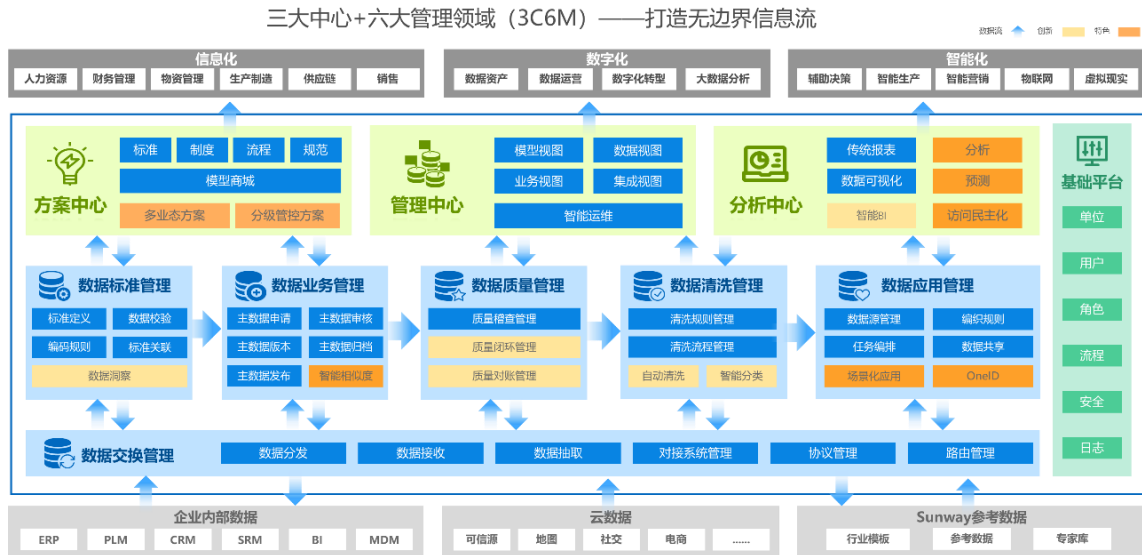 三大中心+六大管理领域（3C6M）——打造无边界信息流
数据流 创新 特色
信息化
人力资源 财务管理 物资管理 生产制造 供应链 销售
数字化
数据资产 数据运营 数字化转型 大数据分析
智能化
辅助决策 智能生产 智能营销 物联网 虚拟现实
方案中心
标准 制度 流程 规范
模型商城
多业态方案 分级管控方案
管理中心
模型视图 数据视图
业务视图 集成视图
智能运维
分析中心
传统报表 分析
数据可视化 预测
智能BI 访问民主化
基础平台
单位
用户
角色
流程
安全
日志
数据标准管理
标准定义 数据校验
编码规则 标准关联
数据洞察
数据业务管理
主数据申请 主数据审核
主数据版本 主数据归档
主数据发布 智能相似度
数据质量管理
质量稽查管理
质量闭环管理
质量对账管理
数据清洗管理
清洗规则管理
清洗流程管理
自动清洗 智能分类
数据应用管理
数据源管理 编织规则
任务编排 数据共享
场景化应用 OneID
数据交换管理
数据分发 数据接收 数据抽取 对接系统管理 协议管理 路由管理
企业内部数据
ERP PLM CRM SRM BI MDM
云数据
可信源 地图 社交 电商 ......
Sunway参考数据
行业模板 参考数据 专家库